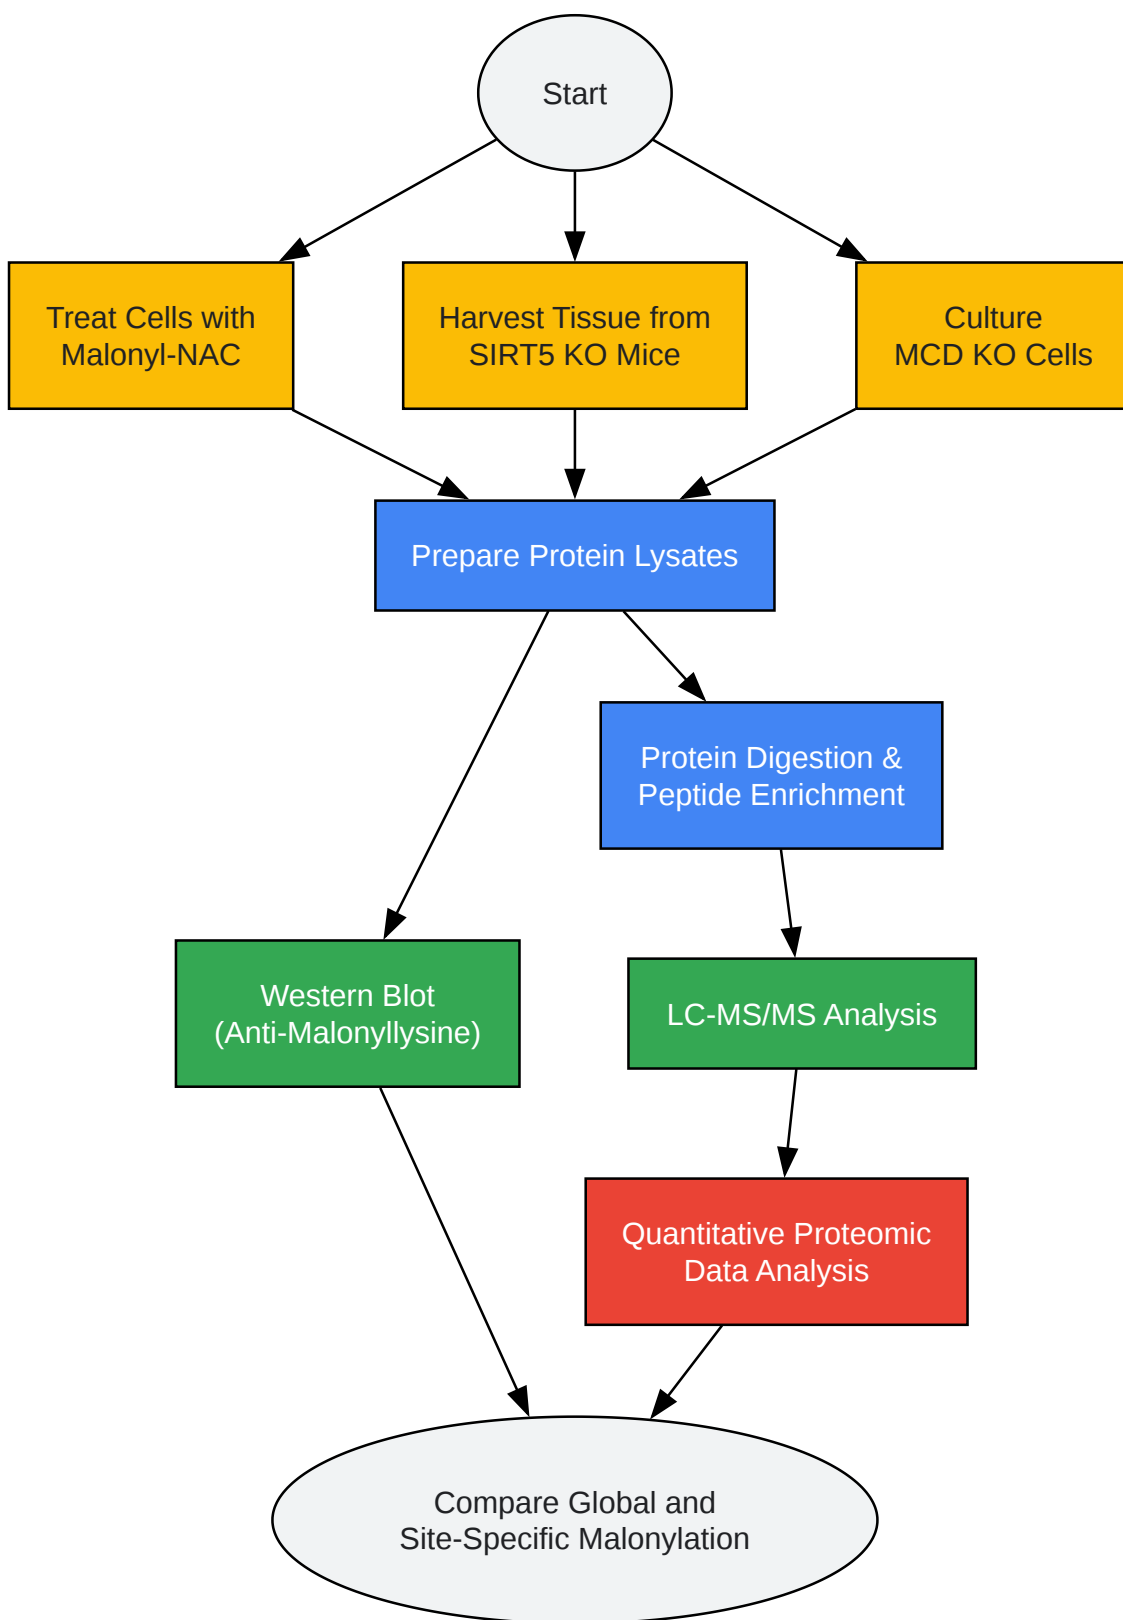 Start
Treat Cells with
Malonyl-NAC
Harvest Tissue from
SIRT5 KO Mice
Culture
MCD KO Cells
Prepare Protein Lysates
Protein Digestion &
Peptide Enrichment
Western Blot
(Anti-Malonyllysine)
LC-MS/MS Analysis
Quantitative Proteomic
Data Analysis
Compare Global and
Site-Specific Malonylation